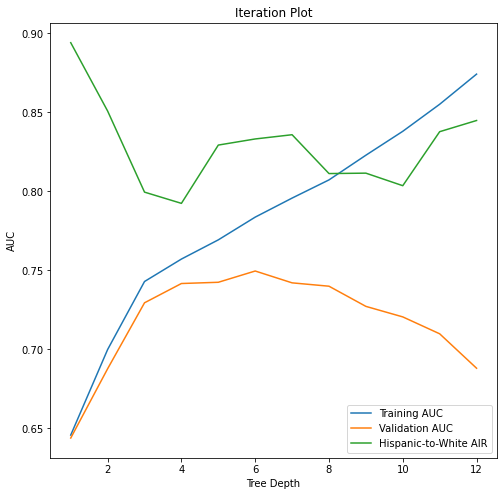 Iteration Plot
0.90
0.85
0.80
0.75
0.70
0.65
AUC
2 4 6 8 10 12
Tree Depth
Training AUC
Validation AUC
Hispanic-to-White AIR